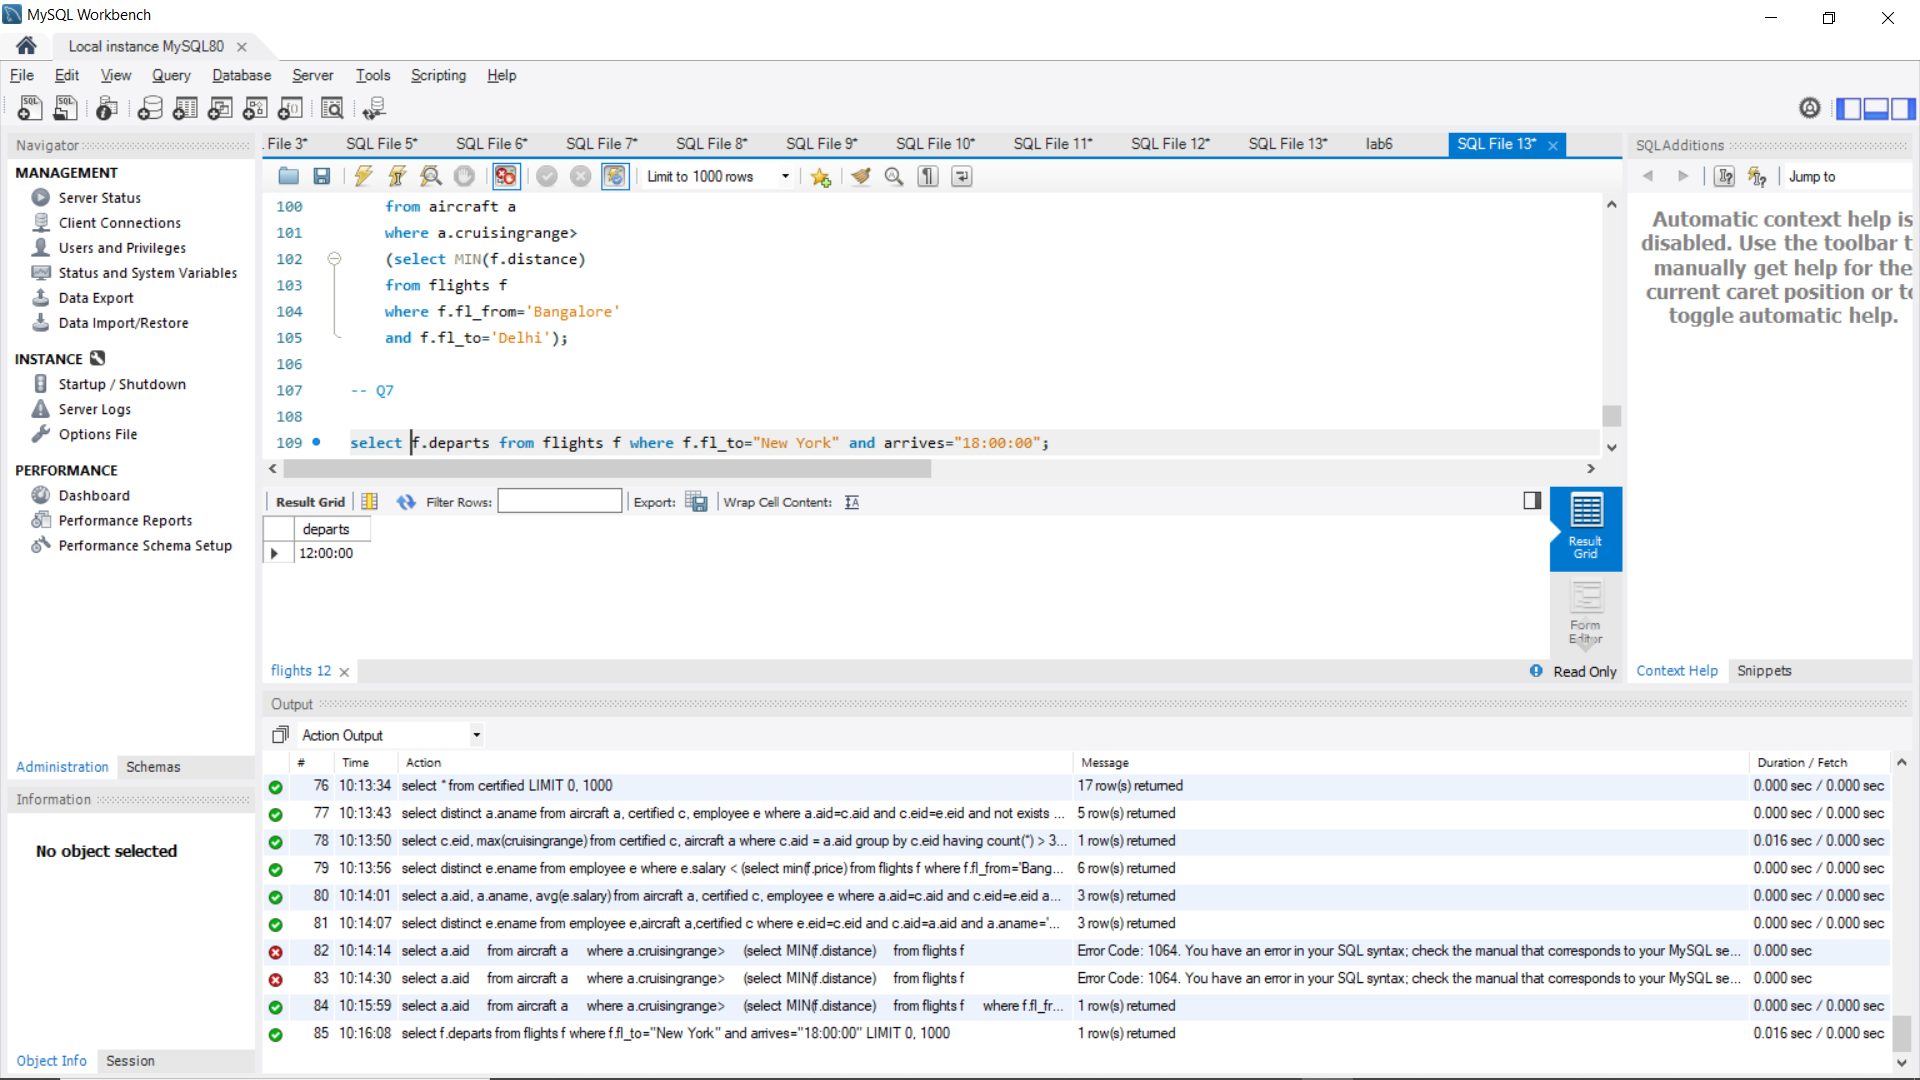 MySQL Workbench
Local instance MySQL80
File Edit View Query Database Server Tools Scripting Help
Navigator
MANAGEMENT
Server Status
Client Connections
Users and Privileges
Status and System Variables
Data Export
Data Import/Restore
INSTANCE
Startup / Shutdown
Server Logs
Options File
PERFORMANCE
Dashboard
Performance Reports
Performance Schema Setup
Administration Schemas
Information
No object selected
Object Info Session
. File 3* SQL File 5* SQL File 6* SQL File 7* SQL File 8* SQL File 9* SQL File 10* SQL File 11* SQL File 12* SQL File 13* lab6 SQL File 13*
Limit to 1000 rows
100 from aircraft a
101 where a.cruisingrange>
102 (select MIN(f.distance)
103 from flights f
104 where f.fl_from='Bangalore'
105 and f.fl_to='Delhi');
106
107 -- Q7
108
109 select f.departs from flights f where f.fl_to="New York" and arrives="18:00:00";
Result Grid Filter Rows: Export: Wrap Cell Content:
departs
12:00:00
Result Grid
Form Editor
flights 12
Read Only
SQLAdditions
Jump to
Automatic context help is
disabled. Use the toolbar t
manually get help for the
current caret position or to
toggle automatic help.
Context Help Snippets
Output
Action Output
# Time Action Message Duration / Fetch
76 10:13:34 select * from certified LIMIT 0, 1000 17 row(s) returned 0.000 sec / 0.000 sec
77 10:13:43 select distinct a.aname from aircraft a, certified c, employee e where a.aid=c.aid and c.eid=e.eid and not exists ... 5 row(s) returned 0.000 sec / 0.000 sec
78 10:13:50 select c.eid, max(cruisingrange) from certified c, aircraft a where c.aid = a.aid group by c.eid having count(*) > 3... 1 row(s) returned 0.016 sec / 0.000 sec
79 10:13:56 select distinct e.ename from employee e where e.salary < (select min(f.price) from flights f where f.fl_from='Bang... 6 row(s) returned 0.000 sec / 0.000 sec
80 10:14:01 select a.aid, a.aname, avg(e.salary) from aircraft a, certified c, employee e where a.aid=c.aid and c.eid=e.eid a... 3 row(s) returned 0.000 sec / 0.000 sec
81 10:14:07 select distinct e.ename from employee e,aircraft a,certified c where e.eid=c.eid and c.aid=a.aid and a.aname='... 3 row(s) returned 0.000 sec / 0.000 sec
82 10:14:14 select a.aid from aircraft a where a.cruisingrange> (select MIN(f.distance) from flights f Error Code: 1064. You have an error in your SQL syntax; check the manual that corresponds to your MySQL se... 0.000 sec
83 10:14:30 select a.aid from aircraft a where a.cruisingrange> (select MIN(f.distance) from flights f Error Code: 1064. You have an error in your SQL syntax; check the manual that corresponds to your MySQL se... 0.000 sec
84 10:15:59 select a.aid from aircraft a where a.cruisingrange> (select MIN(f.distance) from flights f where f.fl_fr... 1 row(s) returned 0.000 sec / 0.000 sec
85 10:16:08 select f.departs from flights f where f.fl_to="New York" and arrives="18:00:00" LIMIT 0, 1000 1 row(s) returned 0.016 sec / 0.000 sec